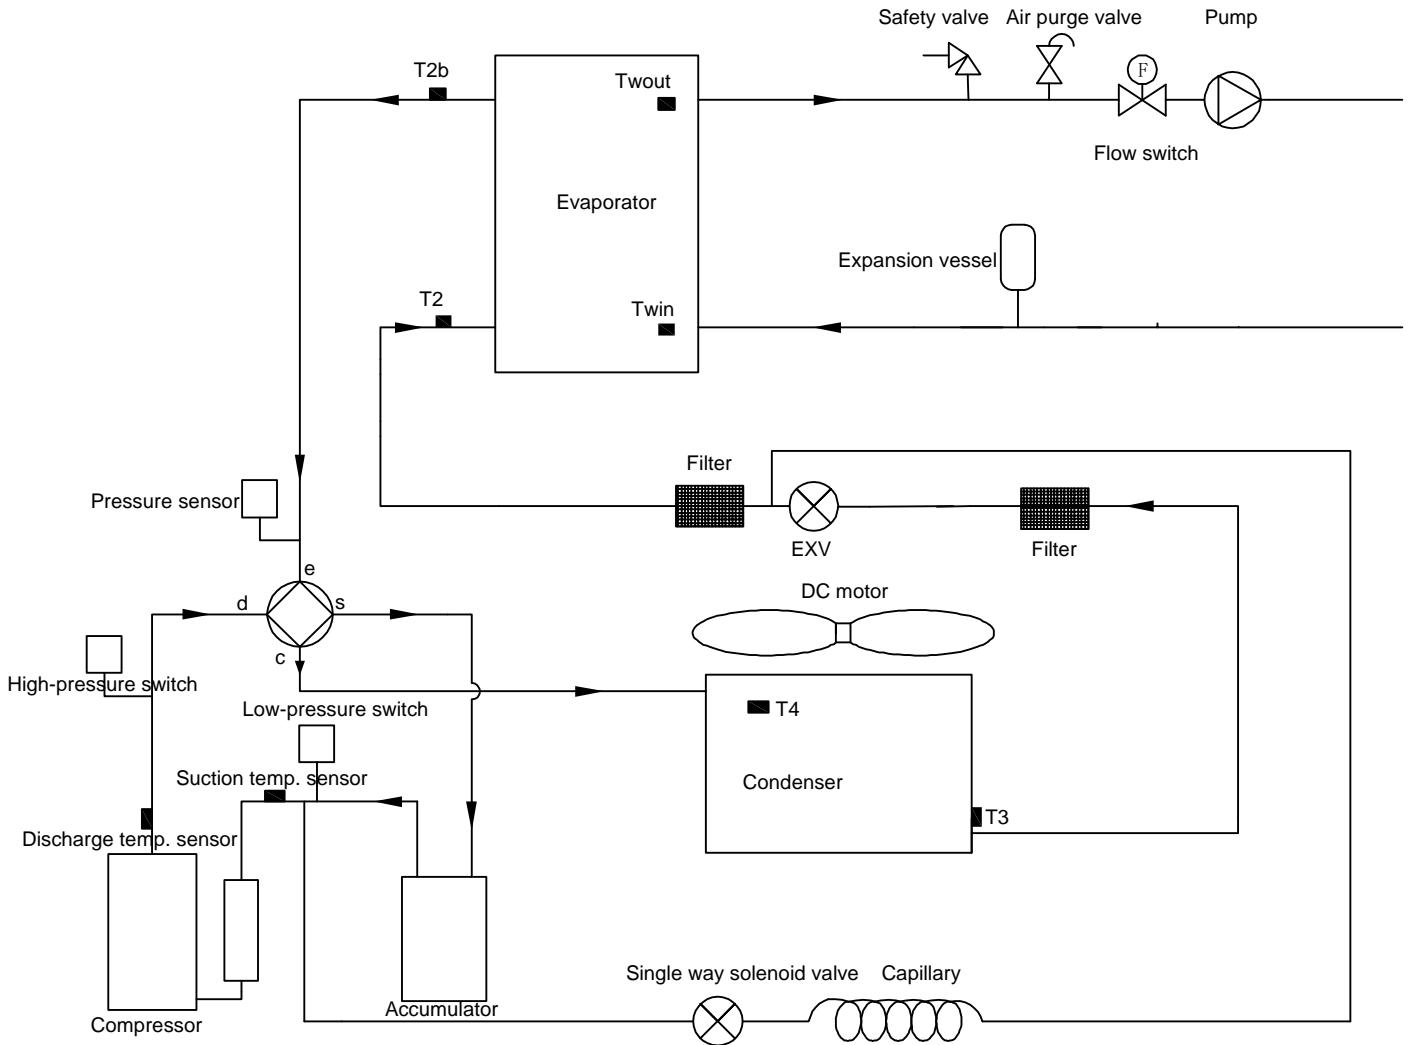 Safety valve
Air purge valve
Pump
T2b
Twout
F
Flow switch
Evaporator
Expansion vessel
T2
Twin
Filter
Pressure sensor
EXV
Filter
e
DC motor
d
s
c
High-pressure switch
Low-pressure switch
T4
Suction temp. sensor
Condenser
T3
Discharge temp. sensor
Single way solenoid valve
Capillary
Accumulator
Compressor